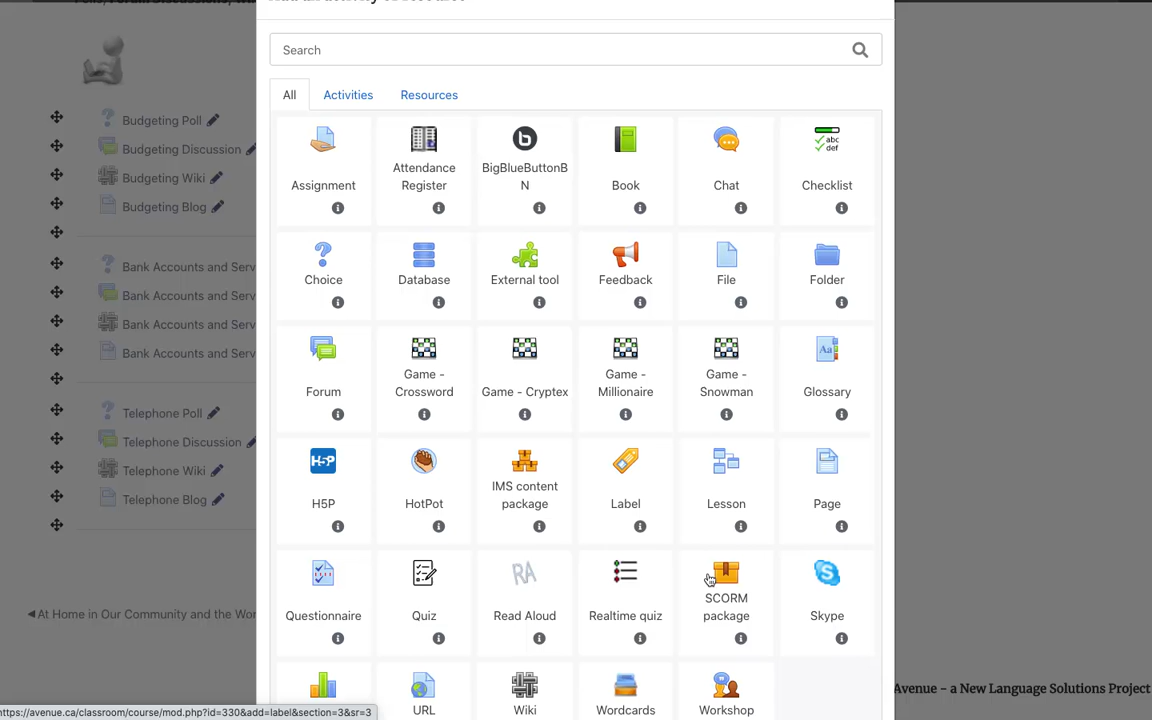 Search
All
Activities
Resources
Assignment
Attendance
Register
BigBlueButtonB
N
Book
Chat
Checklist
abc
def
Choice
Database
External tool
Feedback
File
Folder
Forum
Game -
Crossword
Game - Cryptex
Game -
Millionaire
Game -
Snowman
Aa
Glossary
H-P
H5P
HotPot
IMS content
package
Label
Lesson
Page
Questionnaire
Quiz
RA
Read Aloud
Realtime quiz
SCORM
package
Skype
URL
Wiki
Wordcards
Workshop
Budgeting Poll
Budgeting Discussion
Budgeting Wiki
Budgeting Blog
Bank Accounts and Serv
Bank Accounts and Serv
Bank Accounts and Serv
Bank Accounts and Serv
Telephone Poll
Telephone Discussion
Telephone Wiki
Telephone Blog
◀At Home in Our Community and the Wor
Avenue - a New Language Solutions Project
https://avenue.ca/classroom/course/mod.php?id=330&add=label&section=3&sr=3